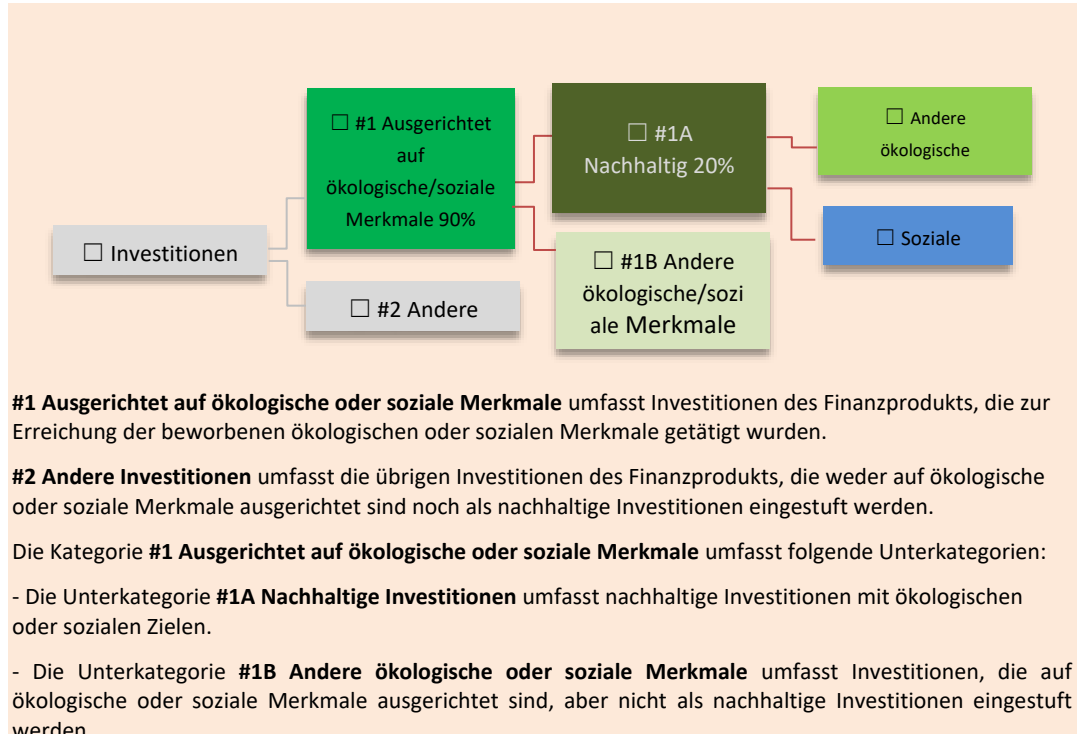 ☐ #1 Ausgerichtet
auf
ökologische/soziale
Merkmale 90%
☐ #1A
Nachhaltig 20%
☐ Andere
ökologische
☐ Investitionen
☐ Soziale
☐ #2 Andere
☐ #1B Andere
ökologische/sozi
ale Merkmale
#1 Ausgerichtet auf ökologische oder soziale Merkmale umfasst Investitionen des Finanzprodukts, die zur
Erreichung der beworbenen ökologischen oder sozialen Merkmale getätigt wurden.
#2 Andere Investitionen umfasst die übrigen Investitionen des Finanzprodukts, die weder auf ökologische
oder soziale Merkmale ausgerichtet sind noch als nachhaltige Investitionen eingestuft werden.
Die Kategorie #1 Ausgerichtet auf ökologische oder soziale Merkmale umfasst folgende Unterkategorien:
- Die Unterkategorie #1A Nachhaltige Investitionen umfasst nachhaltige Investitionen mit ökologischen
oder sozialen Zielen.
- Die Unterkategorie #1B Andere ökologische oder soziale Merkmale umfasst Investitionen, die auf
ökologische oder soziale Merkmale ausgerichtet sind, aber nicht als nachhaltige Investitionen eingestuft
werden